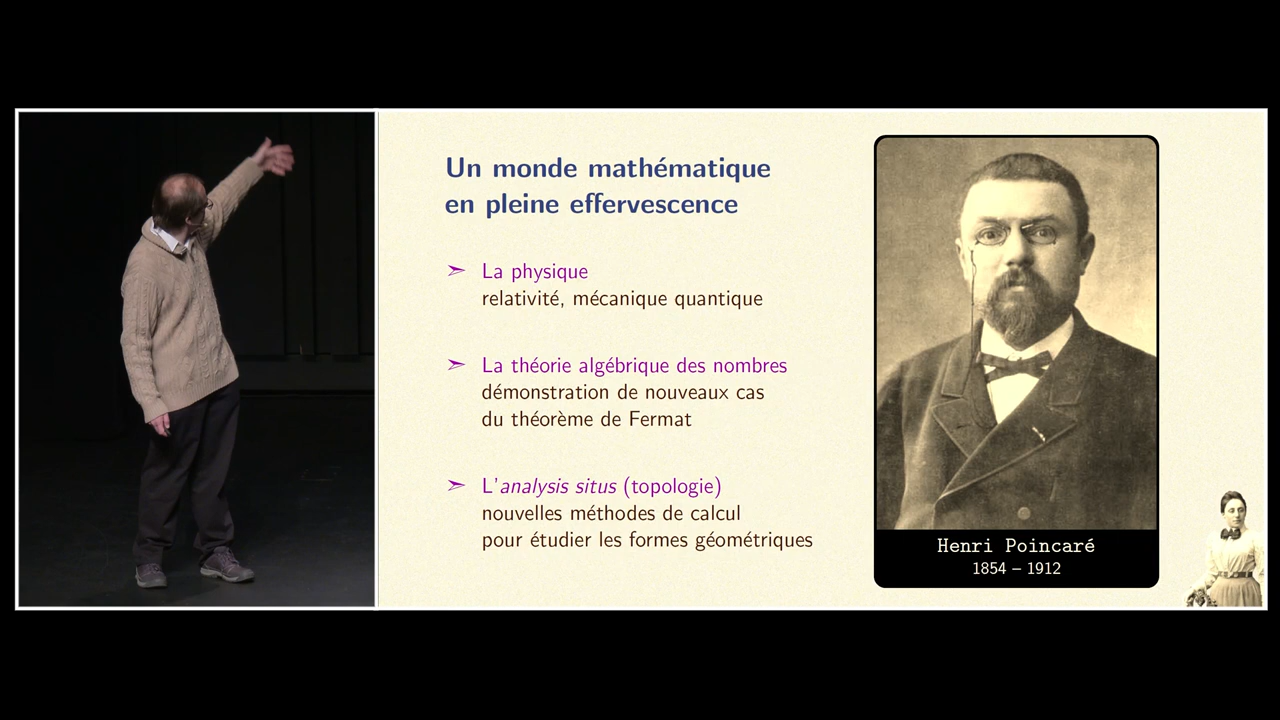 Un monde mathématique
en pleine effervescence
➣ La physique
relativité, mécanique quantique
➣ La théorie algébrique des nombres
démonstration de nouveaux cas
du théorème de Fermat
➣ L'analysis situs (topologie)
nouvelles méthodes de calcul
pour étudier les formes géométriques
Henri Poincaré
1854 – 1912